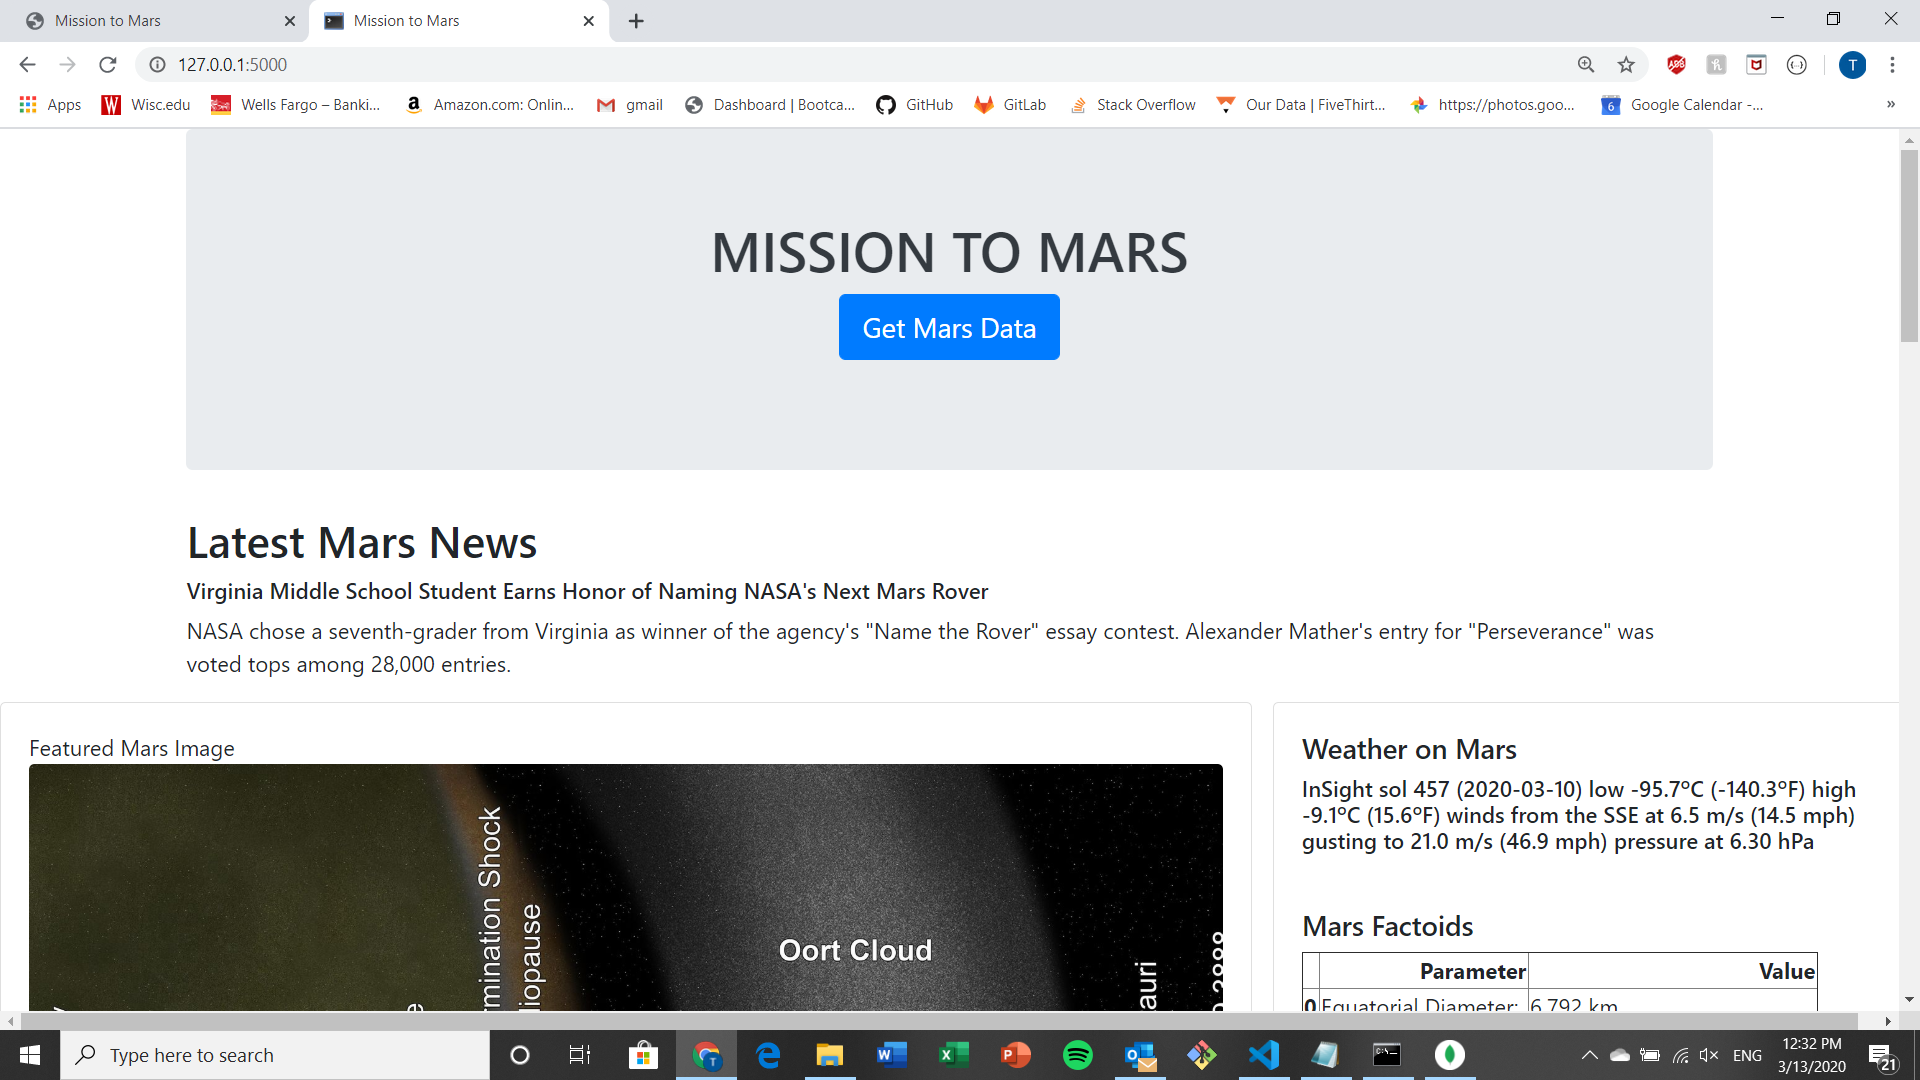 Mission to Mars
Mission to Mars
127.0.0.1:5000
T
Apps
Wisc.edu
Wells Fargo – Banki...
Amazon.com: Onlin...
gmail
Dashboard | Bootca...
GitHub
GitLab
Stack Overflow
Our Data | FiveThirt...
https://photos.goo...
Google Calendar -...
»
MISSION TO MARS
Get Mars Data
Latest Mars News
Virginia Middle School Student Earns Honor of Naming NASA's Next Mars Rover
NASA chose a seventh-grader from Virginia as winner of the agency's "Name the Rover" essay contest. Alexander Mather's entry for "Perseverance" was
voted tops among 28,000 entries.
Featured Mars Image
Oort Cloud
Weather on Mars
InSight sol 457 (2020-03-10) low -95.7ºC (-140.3ºF) high
-9.1ºC (15.6ºF) winds from the SSE at 6.5 m/s (14.5 mph)
gusting to 21.0 m/s (46.9 mph) pressure at 6.30 hPa
Mars Factoids
Parameter Value
0 Equatorial Diameter: 6,792 km
Type here to search
ENG
12:32 PM
3/13/2020
21